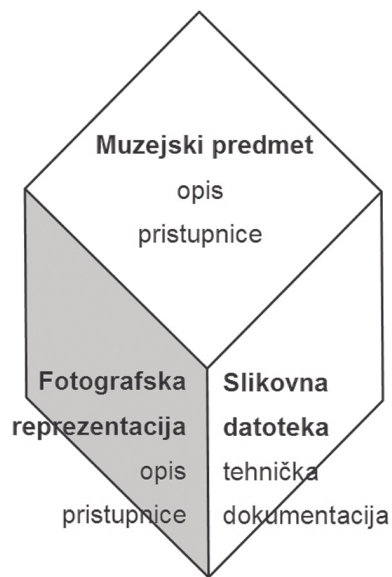 Muzejski predmet
opis
pristupnice
Fotografska
reprezentacija
opis
pristupnice
Slikovna
datoteka
tehnička
dokumentacija